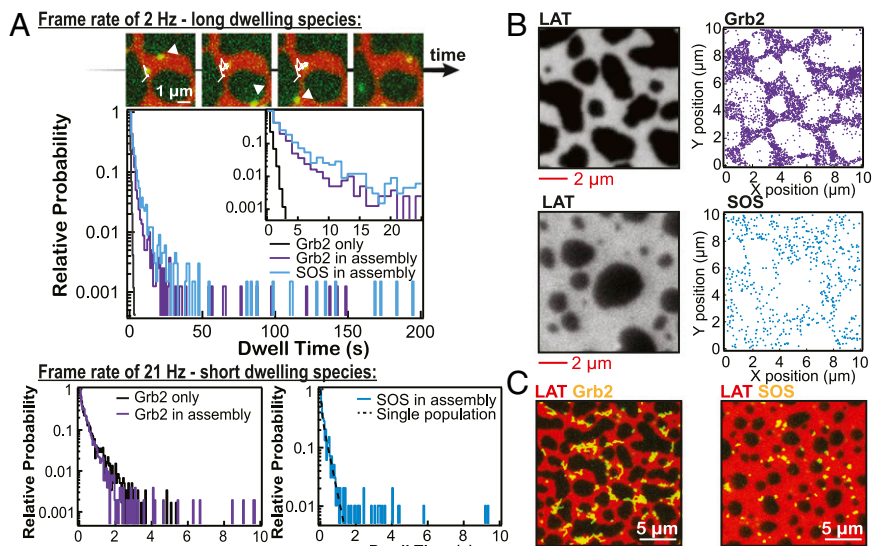 A
Frame rate of 2 Hz - long dwelling species:
time
1 µm
Relative Probability
1
0.1
0.01
0.001
1
0.1
0.01
0.001
0 5 10 15 20
Grb2 only
Grb2 in assembly
SOS in assembly
0 50 100 150 200
Dwell Time (s)
Frame rate of 21 Hz - short dwelling species:
Relative Probability
1
0.1
0.01
0.001
Grb2 only
Grb2 in assembly
0 2 4 6 8 10
Relative Probability
1
0.1
0.01
SOS in assembly
Single population
0 2 4 6 8 10
B
LAT
2 µm
Grb2
Y position (µm)
10
8
6
4
2
0
0 2 4 6 8 10
X position (µm)
LAT
2 µm
SOS
Y position (µm)
10
8
6
4
2
0
0 2 4 6 8 10
X position (µm)
C
LAT Grb2
5 µm
LAT SOS
5 µm